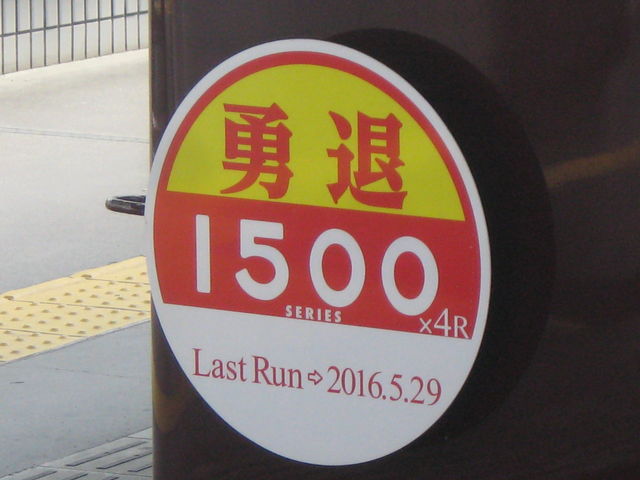 勇退
1500
SERIES
×4R
Last Run⇨2016.5.29